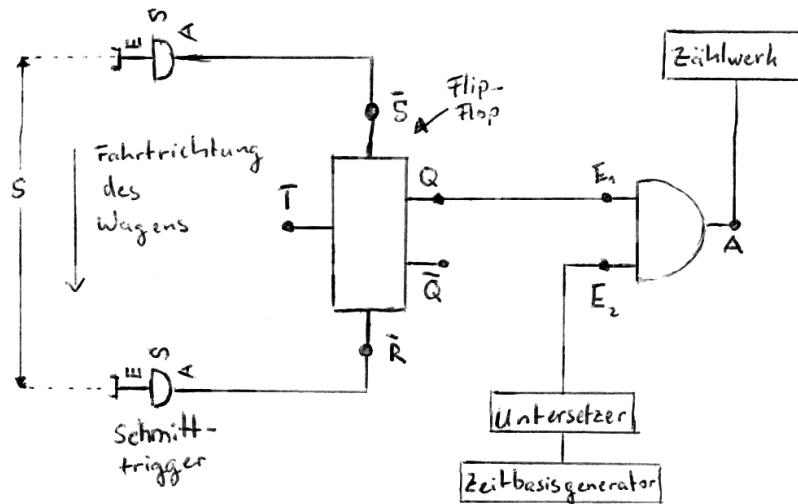 E S A
Zählwerk
S̄
Flip-
Flop
S
Fahrtrichtung
des
Wagens
T̄
Q
E₁
A
Q̄
E₂
R̄
E S A
Schmitt-
trigger
Untersetzer
Zeitbasisgenerator